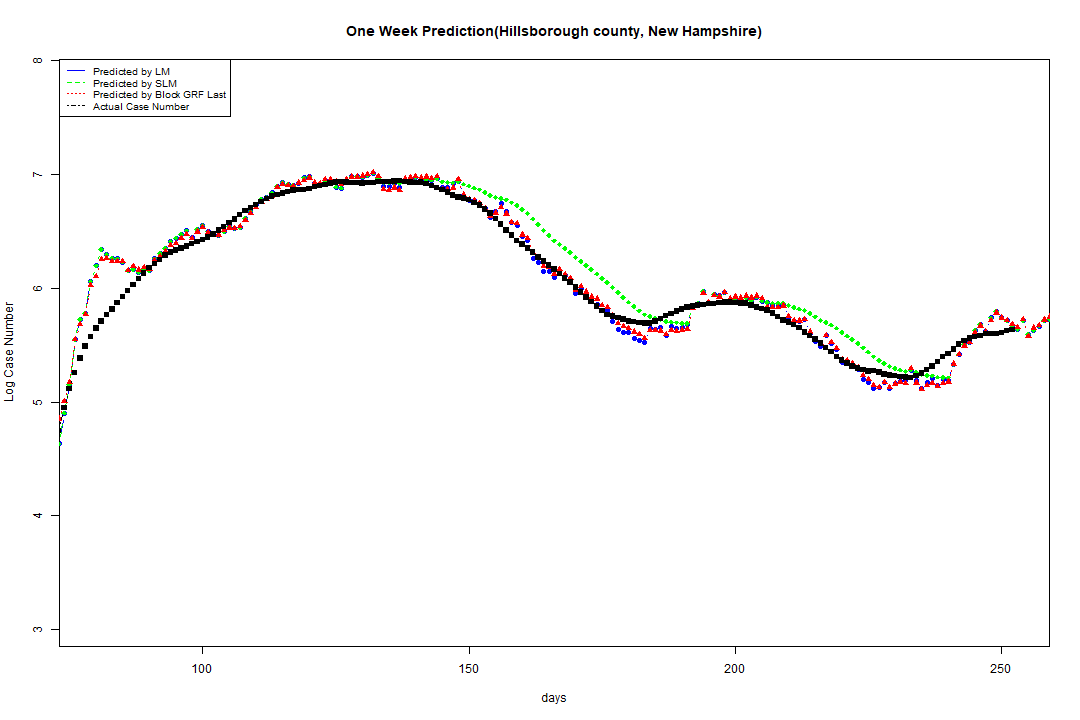 One Week Prediction(Hillsborough county, New Hampshire)
Predicted by LM
Predicted by SLM
Predicted by Block GRF Last
Actual Case Number
8
7
6
5
4
3
Log Case Number
100
150
200
250
days